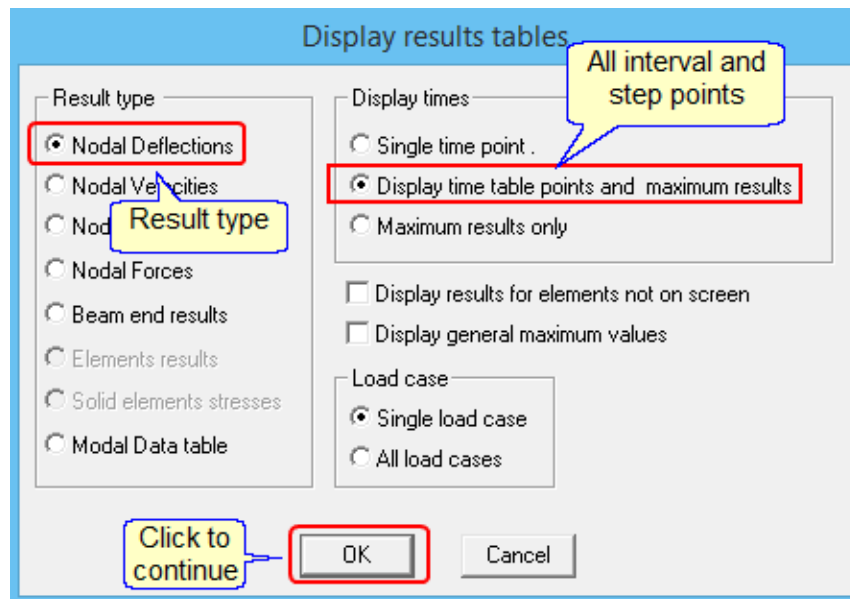 Display results tables
All interval and
step points
Result type
Nodal Deflections
Nodal Velocities
Nod
Result type
Nodal Forces
Beam end results
Elements results
Solid elements stresses
Modal Data table
Display times
Single time point .
Display time table points and maximum results
Maximum results only
Display results for elements not on screen
Display general maximum values
Load case
Single load case
All load cases
Click to
continue
OK
Cancel